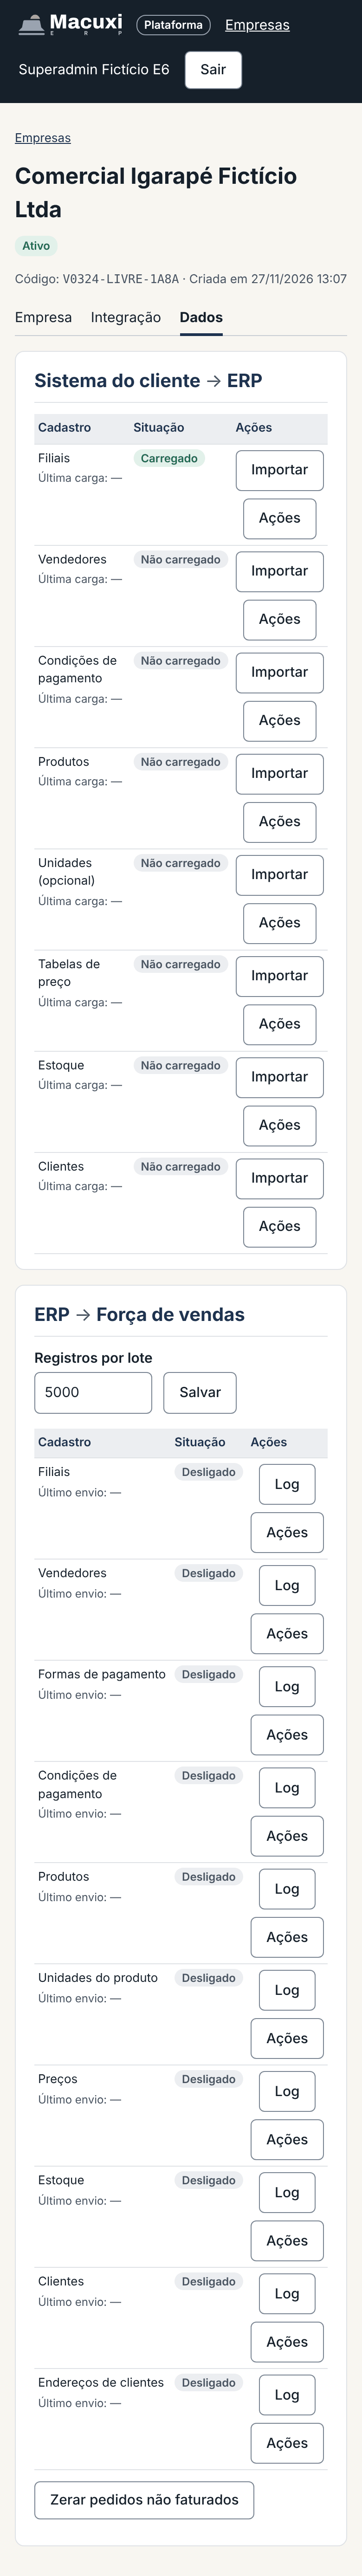 Macuxi Plataforma Empresas
E R P
Superadmin Fictício E6 Sair
Empresas
Comercial Igarapé Fictício
Ltda
Ativo
Código: V0324-LIVRE-1A8A · Criada em 27/11/2026 13:07
Empresa Integração Dados
Sistema do cliente → ERP
Cadastro Situação Ações
Filiais Carregado Importar
Última carga: —
Ações
Vendedores Não carregado Importar
Última carga: —
Ações
Condições de Não carregado Importar
pagamento
Última carga: —
Ações
Produtos Não carregado Importar
Última carga: —
Ações
Unidades Não carregado Importar
(opcional)
Última carga: —
Ações
Tabelas de Não carregado Importar
preço
Última carga: —
Ações
Estoque Não carregado Importar
Última carga: —
Ações
Clientes Não carregado Importar
Última carga: —
Ações
ERP → Força de vendas
Registros por lote
5000 Salvar
Cadastro Situação Ações
Filiais Desligado Log
Último envio: —
Ações
Vendedores Desligado Log
Último envio: —
Ações
Formas de pagamento Desligado Log
Último envio: —
Ações
Condições de Desligado Log
pagamento
Último envio: —
Ações
Produtos Desligado Log
Último envio: —
Ações
Unidades do produto Desligado Log
Último envio: —
Ações
Preços Desligado Log
Último envio: —
Ações
Estoque Desligado Log
Último envio: —
Ações
Clientes Desligado Log
Último envio: —
Ações
Endereços de clientes Desligado Log
Último envio: —
Ações
Zerar pedidos não faturados